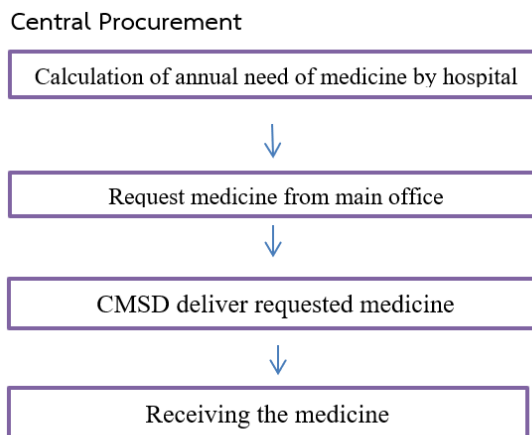 Central Procurement
Calculation of annual need of medicine by hospital
Request medicine from main office
CMSD deliver requested medicine
Receiving the medicine